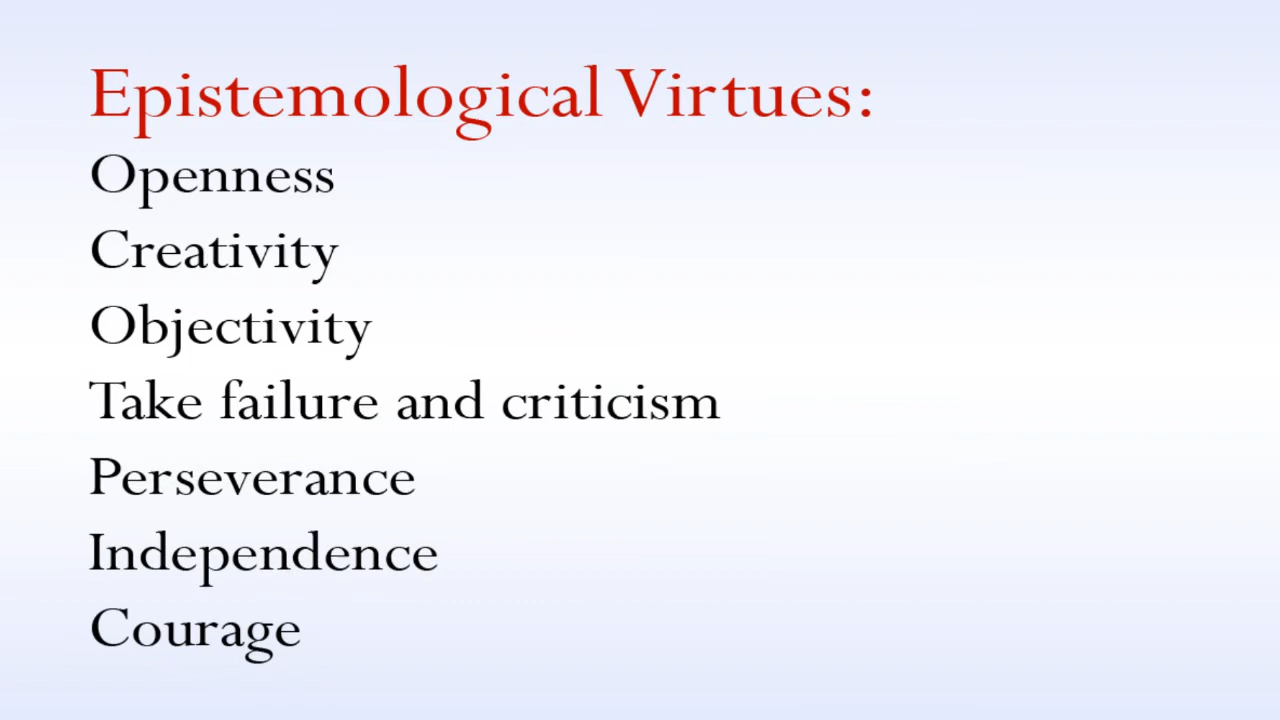 Epistemological Virtues:
Openness
Creativity
Objectivity
Take failure and criticism
Perseverance
Independence
Courage